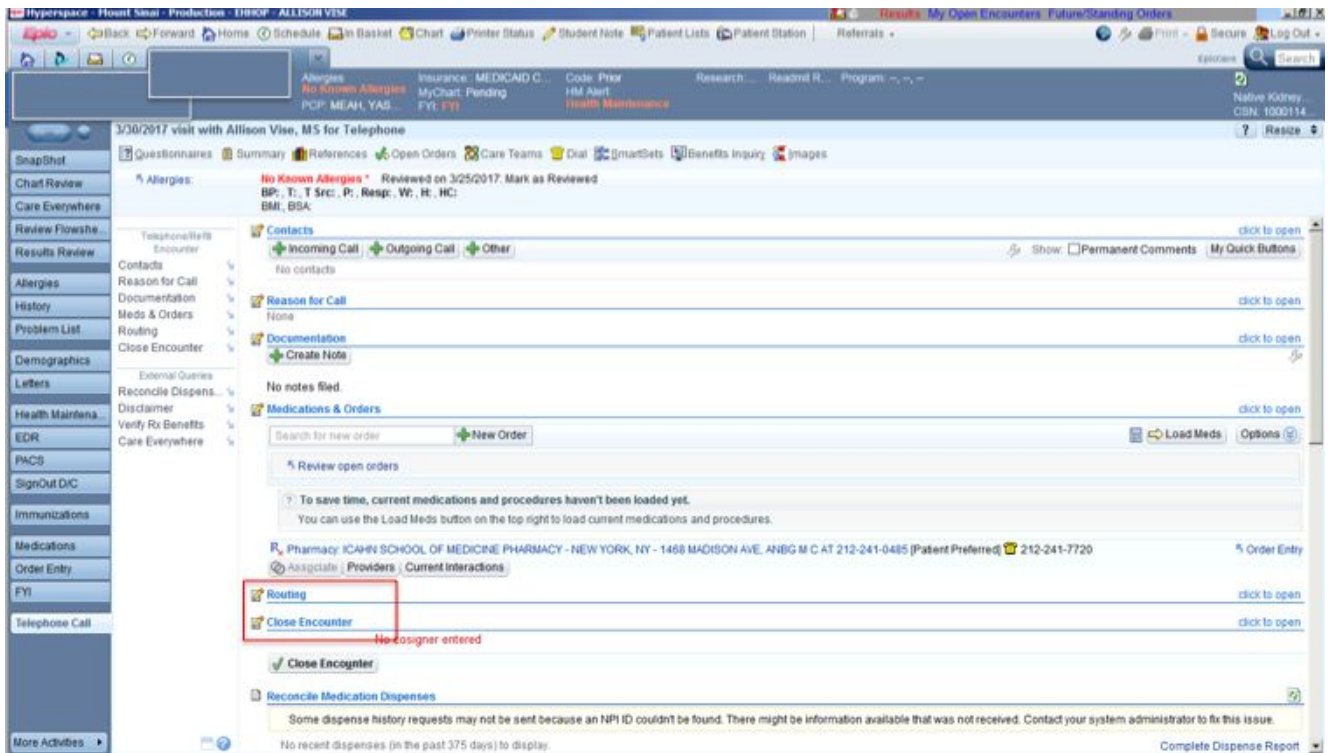 Hyperspace - Mount Sinai - Production - EHHOP - ALLISON VISE
Results My Open Encounters Future/Standing Orders
Epic Back Forward Home Schedule In Basket Chart Printer Status Student Note Patient Lists Patient Station Referrals Print Secure Log Out
Search
Allergies Insurance: MEDICAID C... Code: Prior Research:... Readmit R... Program: -, -, --
No Known Allergies MyChart: Pending HM Alert: Native Kidney...
PCP: MEAH, YAS... FYI: FYI Health Maintenance CSN: 1000114...
3/30/2017 visit with Allison Vise, MS for Telephone ? Resize
Questionnaires Summary References Open Orders Care Teams Dial SmartSets Benefits Inquiry Images
SnapShot
Chart Review
Care Everywhere
Review Flowshe...
Results Review
Allergies
History
Problem List
Demographics
Letters
Health Maintena...
EDR
PACS
SignOut D/C
Immunizations
Medications
Order Entry
FYI
Telephone Call
More Activities
Telephone/Refill
Encounter
Contacts
Reason for Call
Documentation
Meds & Orders
Routing
Close Encounter
External Queries
Reconcile Dispens...
Disclaimer
Verify Rx Benefits
Care Everywhere
Allergies: No Known Allergies * Reviewed on 3/25/2017: Mark as Reviewed
BP: , T: , T Src: , P: , Resp: , W: , H: , HC:
BMI: , BSA:
Contacts click to open
Incoming Call Outgoing Call Other Show: Permanent Comments My Quick Buttons
No contacts
Reason for Call click to open
None
Documentation click to open
Create Note
No notes filed.
Medications & Orders click to open
Search for new order New Order Load Meds Options
Review open orders
? To save time, current medications and procedures haven't been loaded yet.
You can use the Load Meds button on the top right to load current medications and procedures.
Pharmacy: ICAHN SCHOOL OF MEDICINE PHARMACY - NEW YORK, NY - 1468 MADISON AVE, ANBG M C AT 212-241-0485 [Patient Preferred] 212-241-7720 Order Entry
Associate Providers Current Interactions
Routing click to open
Close Encounter click to open
No cosigner entered
Close Encounter
Reconcile Medication Dispenses
Some dispense history requests may not be sent because an NPI ID couldn't be found. There might be information available that was not received. Contact your system administrator to fix this issue.
No recent dispenses (in the past 375 days) to display. Complete Dispense Report